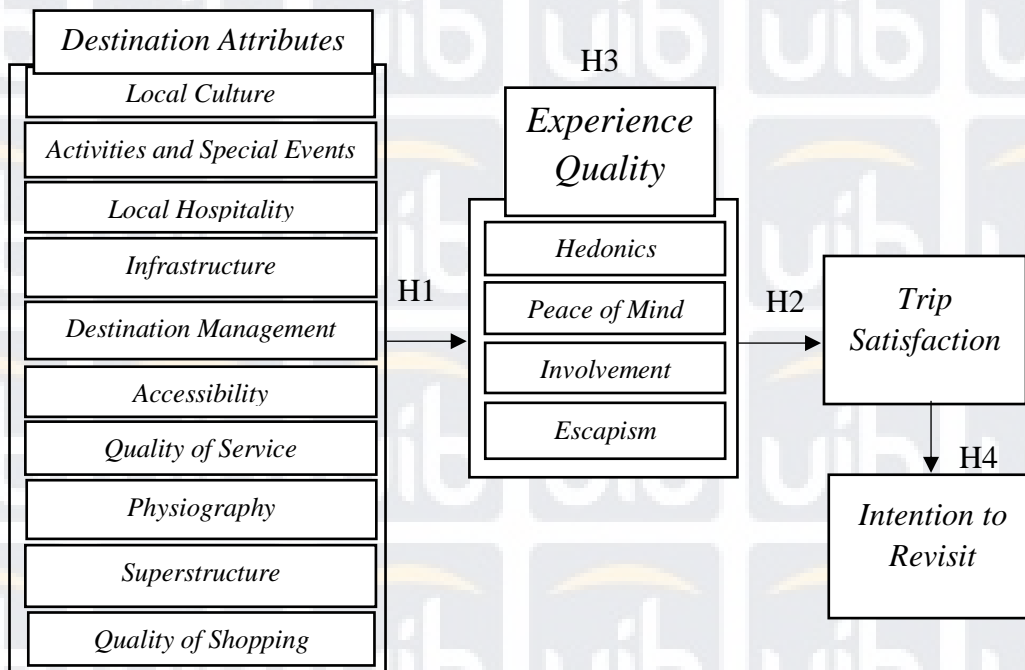 Destination Attributes
Local Culture
Activities and Special Events
Local Hospitality
Infrastructure
Destination Management
Accessibility
Quality of Service
Physiography
Superstructure
Quality of Shopping
H1
H3
Experience
Quality
Hedonics
Peace of Mind
Involvement
Escapism
H2
Trip
Satisfaction
H4
Intention to
Revisit
uib